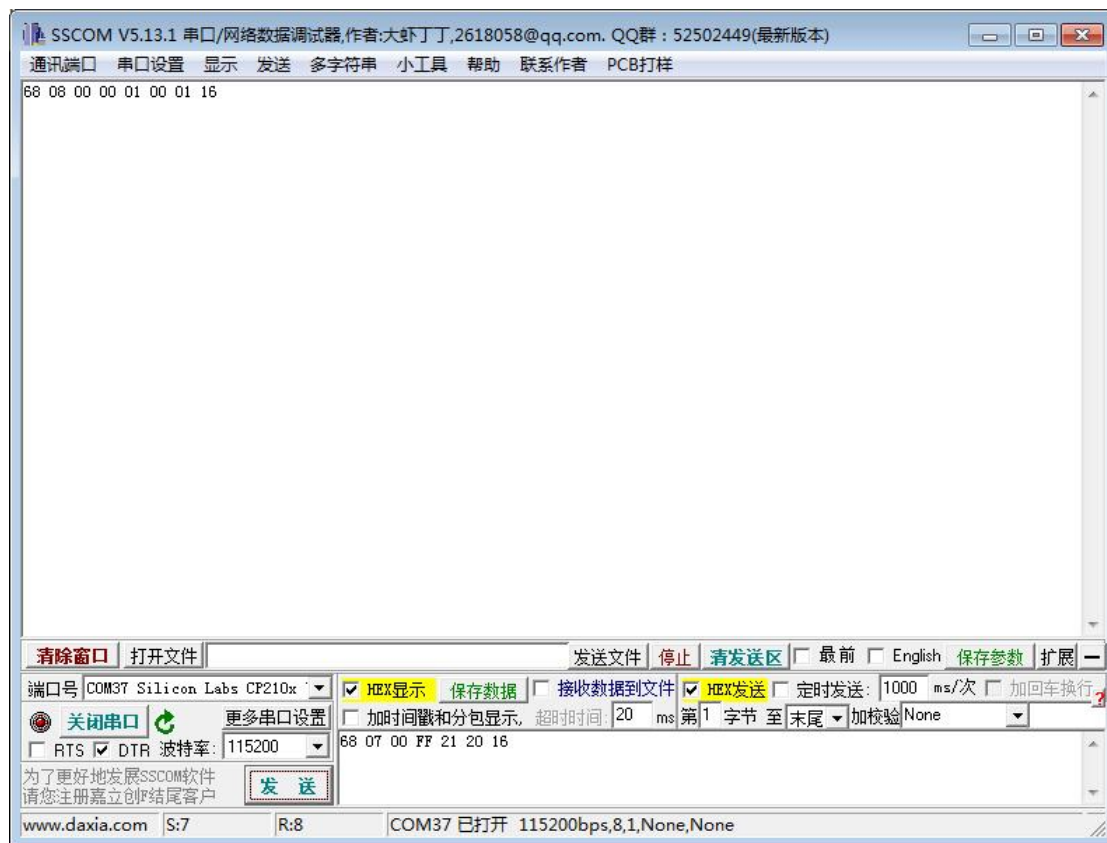 SSCOM V5.13.1 串口/网络数据调试器,作者:大虾丁丁,2618058@qq.com. QQ群：52502449(最新版本)
通讯端口 串口设置 显示 发送 多字符串 小工具 帮助 联系作者 PCB打样
68 08 00 00 01 00 01 16
清除窗口 打开文件 发送文件 停止 清发送区 最前 English 保存参数 扩展 —
端口号 COM37 Silicon Labs CP210x HEX显示 保存数据 接收数据到文件 HEX发送 定时发送: 1000 ms/次 加回车换行 ?
关闭串口 更多串口设置 加时间戳和分包显示, 超时时间: 20 ms 第1 字节 至 末尾 加校验 None
RTS DTR 波特率: 115200 68 07 00 FF 21 20 16
为了更好地发展SSCOM软件
请您注册嘉立创F结尾客户
发 送
www.daxia.com S:7 R:8 COM37 已打开 115200bps,8,1,None,None